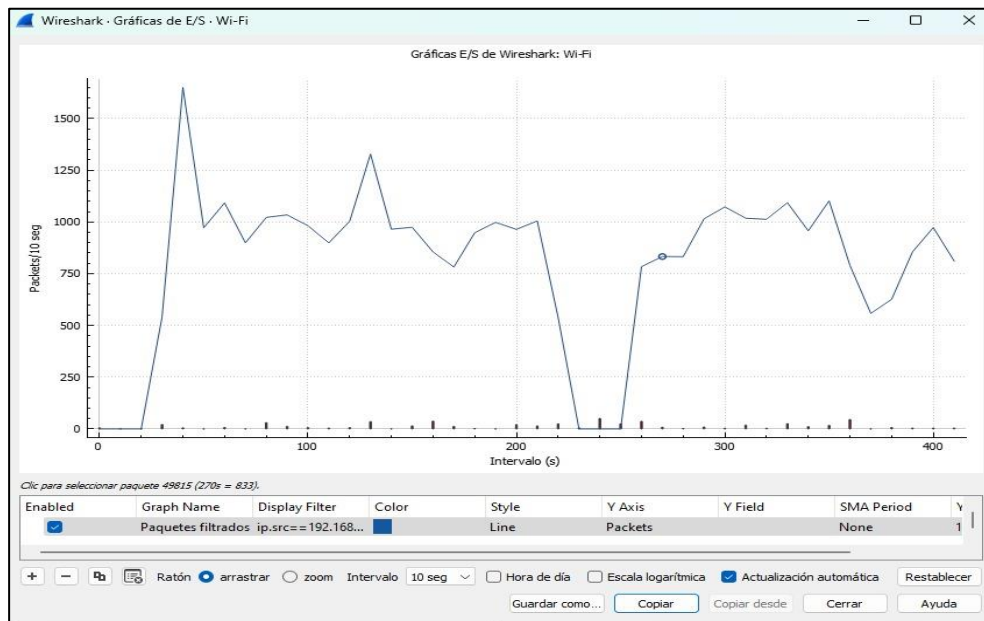 Wireshark · Gráficas de E/S · Wi-Fi
Gráficas E/S de Wireshark: Wi-Fi
Packets/10 seg
1500
1250
1000
750
500
250
0
0 100 200 300 400
Intervalo (s)
Clic para seleccionar paquete 49815 (270s = 833).
Enabled Graph Name Display Filter Color Style Y Axis Y Field SMA Period Y
Paquetes filtrados ip.src==192.168... Line Packets None 1
Ratón arrastrar zoom Intervalo 10 seg Hora de día Escala logarítmica Actualización automática Restablecer
Guardar como... Copiar Copiar desde Cerrar Ayuda